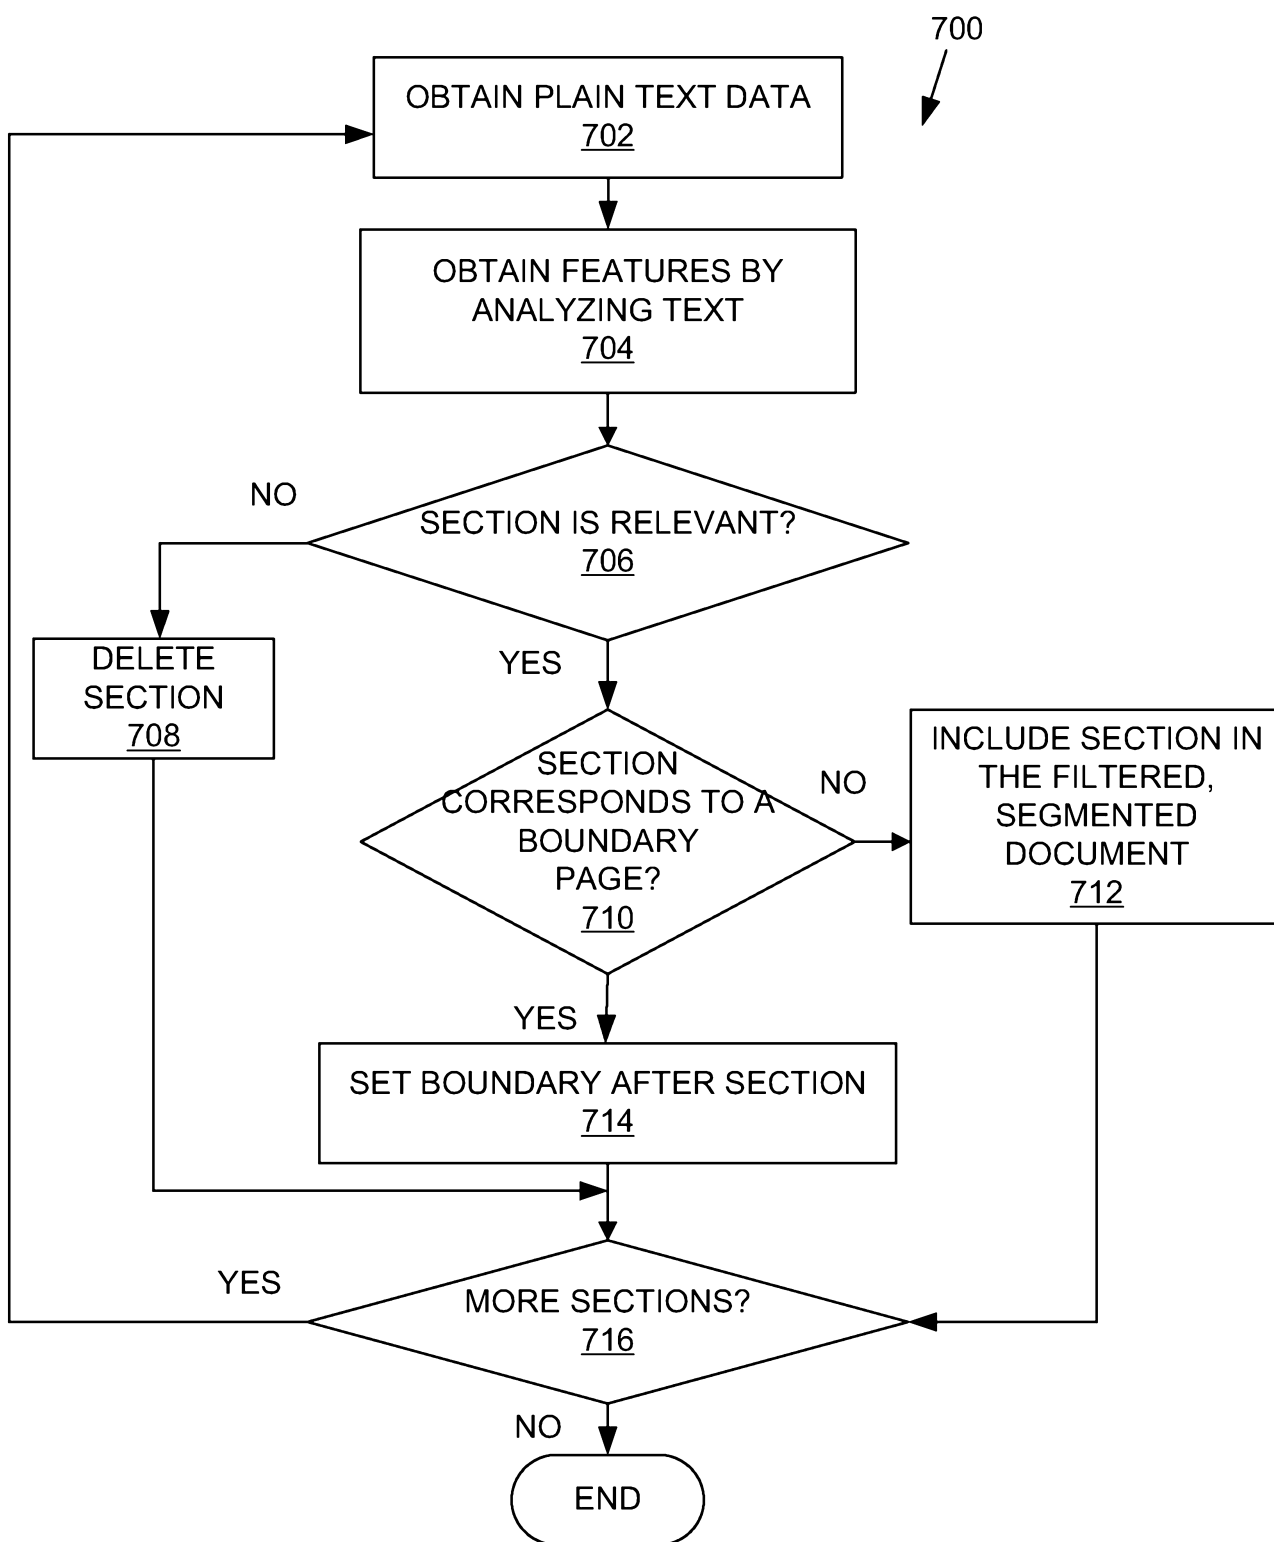 700
OBTAIN PLAIN TEXT DATA
702
OBTAIN FEATURES BY
ANALYZING TEXT
704
NO
SECTION IS RELEVANT?
706
YES
DELETE
SECTION
708
SECTION
CORRESPONDS TO A
BOUNDARY
PAGE?
710
NO
INCLUDE SECTION IN
THE FILTERED,
SEGMENTED
DOCUMENT
712
YES
SET BOUNDARY AFTER SECTION
714
YES
MORE SECTIONS?
716
NO
END